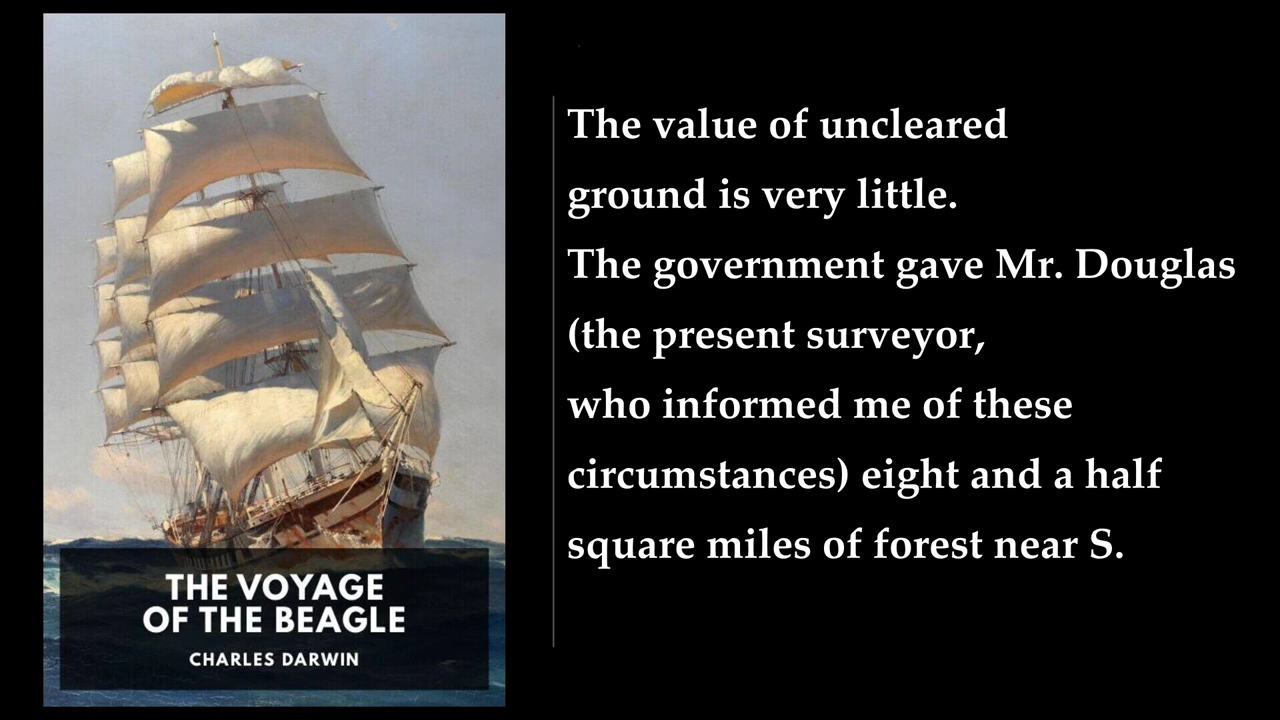 THE VOYAGE
OF THE BEAGLE
CHARLES DARWIN
The value of uncleared
ground is very little.
The government gave Mr. Douglas
(the present surveyor,
who informed me of these
circumstances) eight and a half
square miles of forest near S.